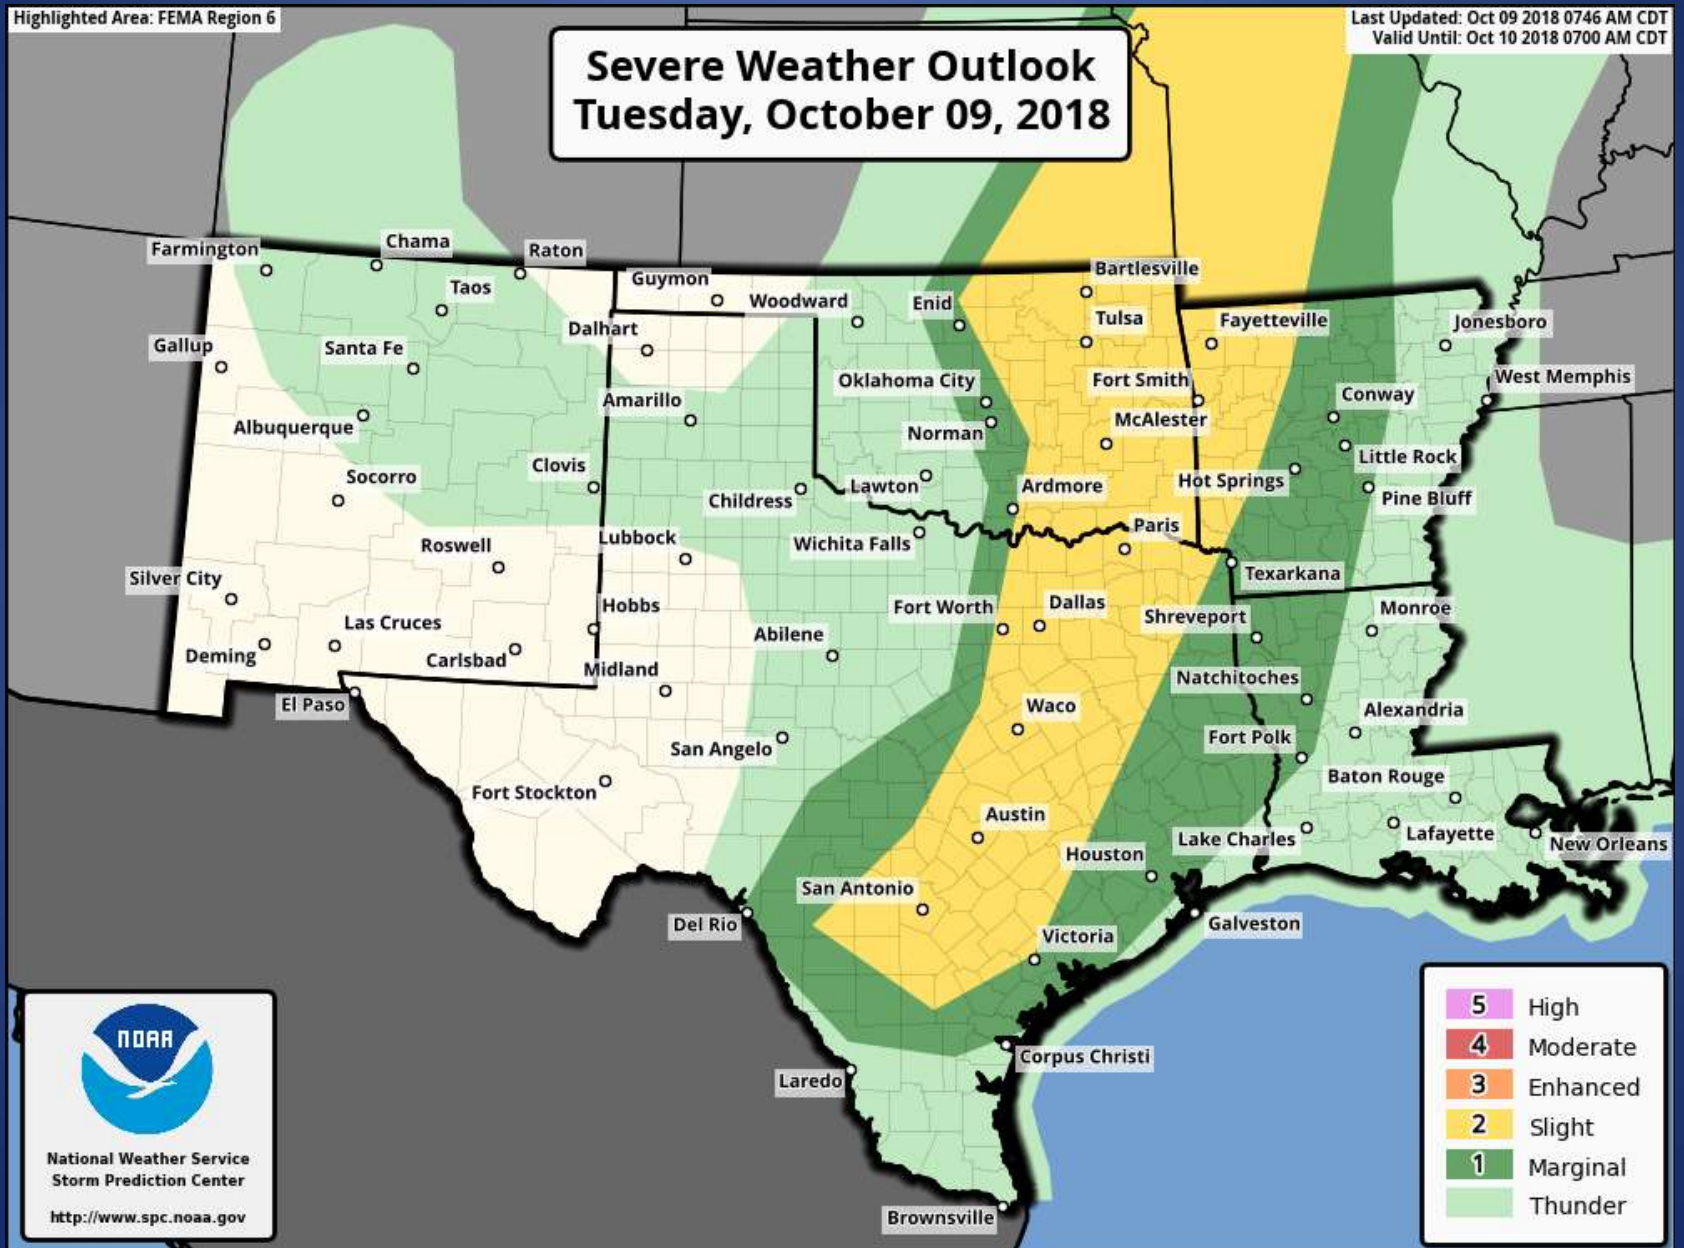 Highlighted Area: FEMA Region 6
Last Updated: Oct 09 2018 0746 AM CDT
Valid Until: Oct 10 2018 0700 AM CDT
Severe Weather Outlook
Tuesday, October 09, 2018
Farmington
Chama
Raton
Taos
Guymon
Woodward
Enid
Bartlesville
Tulsa
Fayetteville
Jonesboro
Gallup
Santa Fe
Dalhart
Oklahoma City
Fort Smith
West Memphis
Albuquerque
Amarillo
Norman
McAlester
Conway
Little Rock
Socorro
Clovis
Childress
Lawton
Ardmore
Hot Springs
Pine Bluff
Roswell
Lubbock
Wichita Falls
Paris
Silver City
Texarkana
Las Cruces
Hobbs
Abilene
Fort Worth
Dallas
Shreveport
Monroe
Deming
Carlsbad
Midland
Natchitoches
El Paso
San Angelo
Waco
Fort Polk
Alexandria
Fort Stockton
Baton Rouge
Austin
Houston
Lake Charles
Lafayette
New Orleans
San Antonio
Del Rio
Victoria
Galveston
Corpus Christi
Laredo
Brownsville
NOAA
National Weather Service
Storm Prediction Center
http://www.spc.noaa.gov
5 High
4 Moderate
3 Enhanced
2 Slight
1 Marginal
Thunder